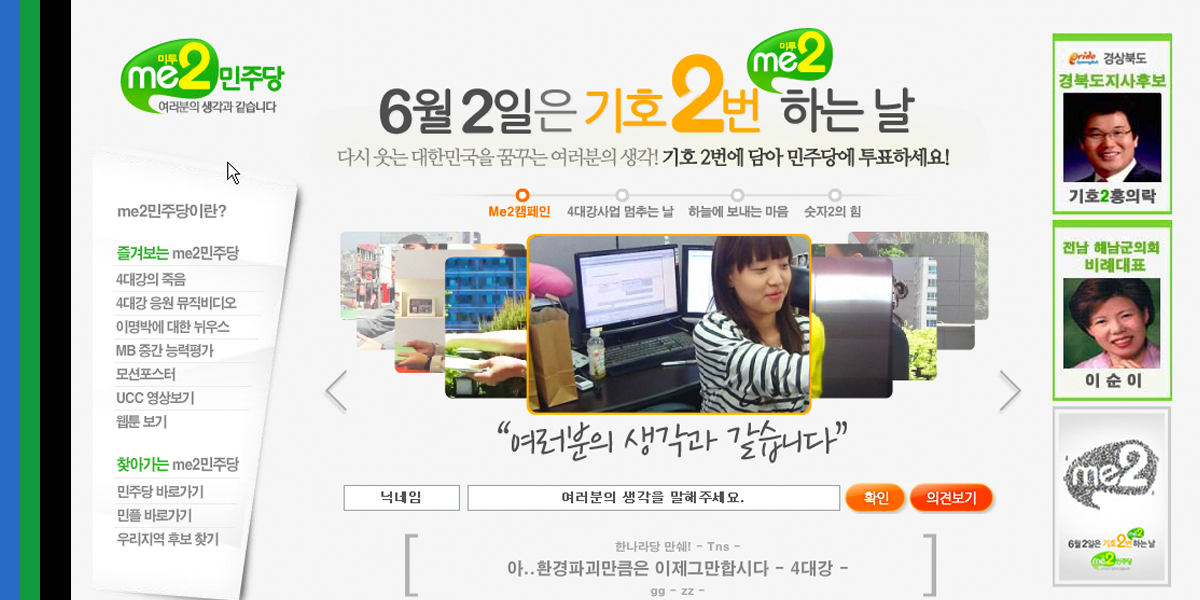 미투
me2민주당
여러분의 생각과 같습니다
me2민주당이란?
즐겨보는 me2민주당
4대강의 죽음
4대강 응원 뮤직비디오
이명박에 대한 뉘우스
MB 중간 능력평가
모션포스터
UCC 영상보기
웹툰 보기
찾아가는 me2민주당
민주당 바로가기
민플 바로가기
우리지역 후보 찾기
미투
me2
6월 2일은 기호 2번 하는 날
다시 웃는 대한민국을 꿈꾸는 여러분의 생각! 기호 2번에 담아 민주당에 투표하세요!
Me2캠페인 4대강사업 멈추는 날 하늘에 보내는 마음 숫자2의 힘
“여러분의 생각과 같습니다”
닉네임 여러분의 생각을 말해주세요. 확인 의견보기
한나라당 만쉐! - Tns -
아..환경파괴만큼은 이제그만합시다 - 4대강 -
gg - zz -
pride 경상북도
경북도지사후보
기호2홍의락
전남 해남군의회
비례대표
이 순 이
me2
me2
6월 2일은 기호 2번 하는 날
me2민주당